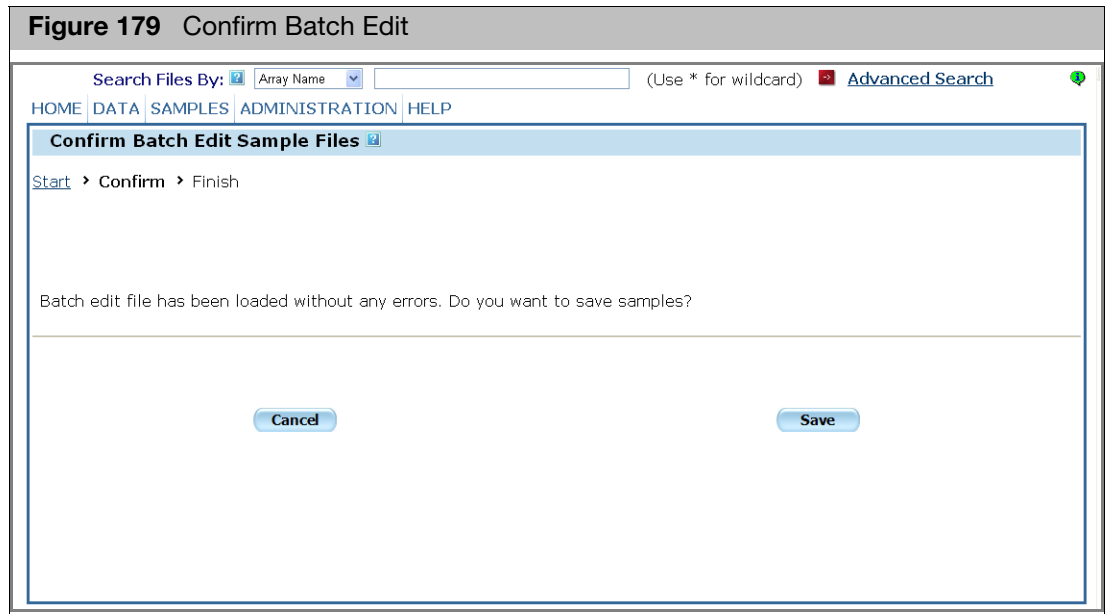 Figure 179 Confirm Batch Edit
Search Files By: ? Array Name (Use * for wildcard) Advanced Search
HOME DATA SAMPLES ADMINISTRATION HELP
Confirm Batch Edit Sample Files ?
Start > Confirm > Finish
Batch edit file has been loaded without any errors. Do you want to save samples?
Cancel Save